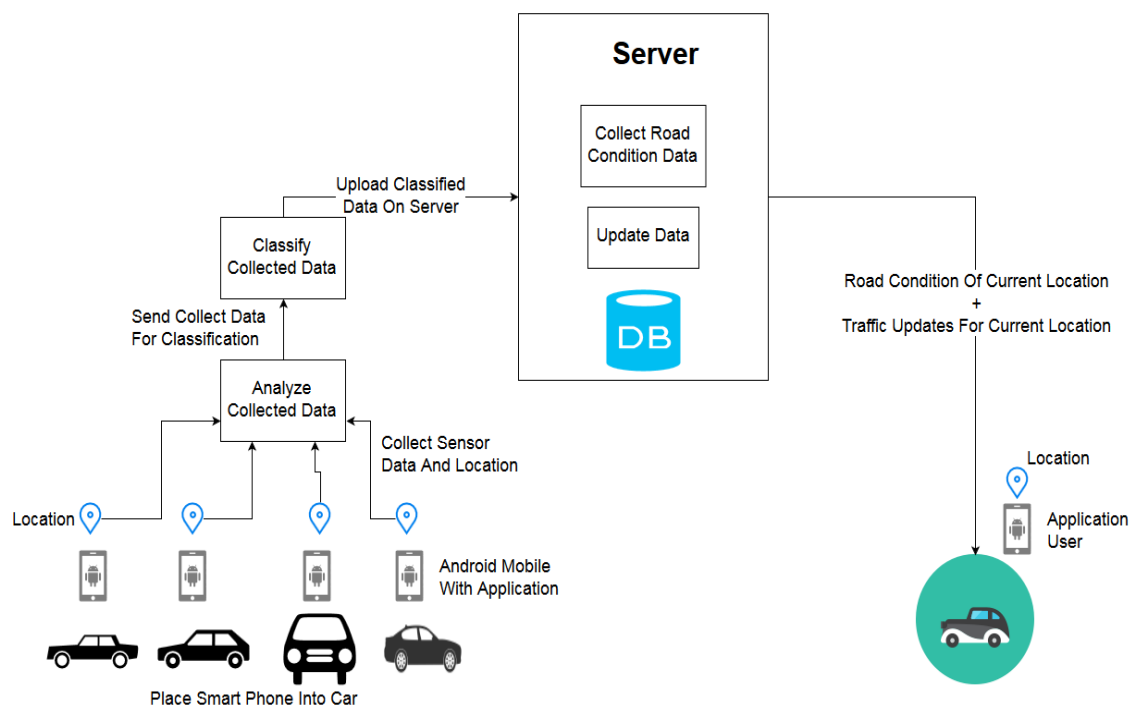 Server
Collect Road
Condition Data
Update Data
DB
Upload Classified
Data On Server
Classify
Collected Data
Send Collect Data
For Classification
Analyze
Collected Data
Collect Sensor
Data And Location
Location
Android Mobile
With Application
Place Smart Phone Into Car
Road Condition Of Current Location
+
Traffic Updates For Current Location
Location
Application
User